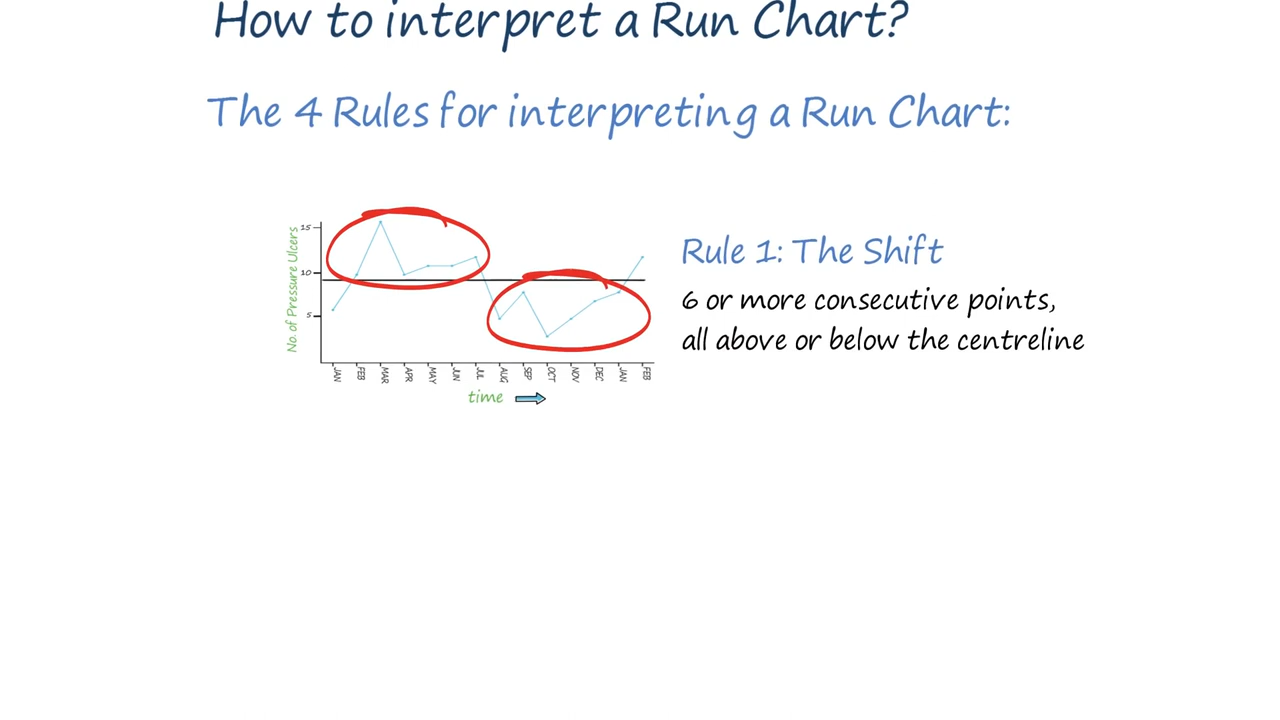 How to interpret a Run Chart?
The 4 Rules for interpreting a Run Chart:
No. of Pressure Ulcers
15
10
5
JAN FEB MAR APR MAY JUN JUL AUG SEP OCT NOV DEC JAN FEB
time
Rule 1: The Shift
6 or more consecutive points,
all above or below the centreline